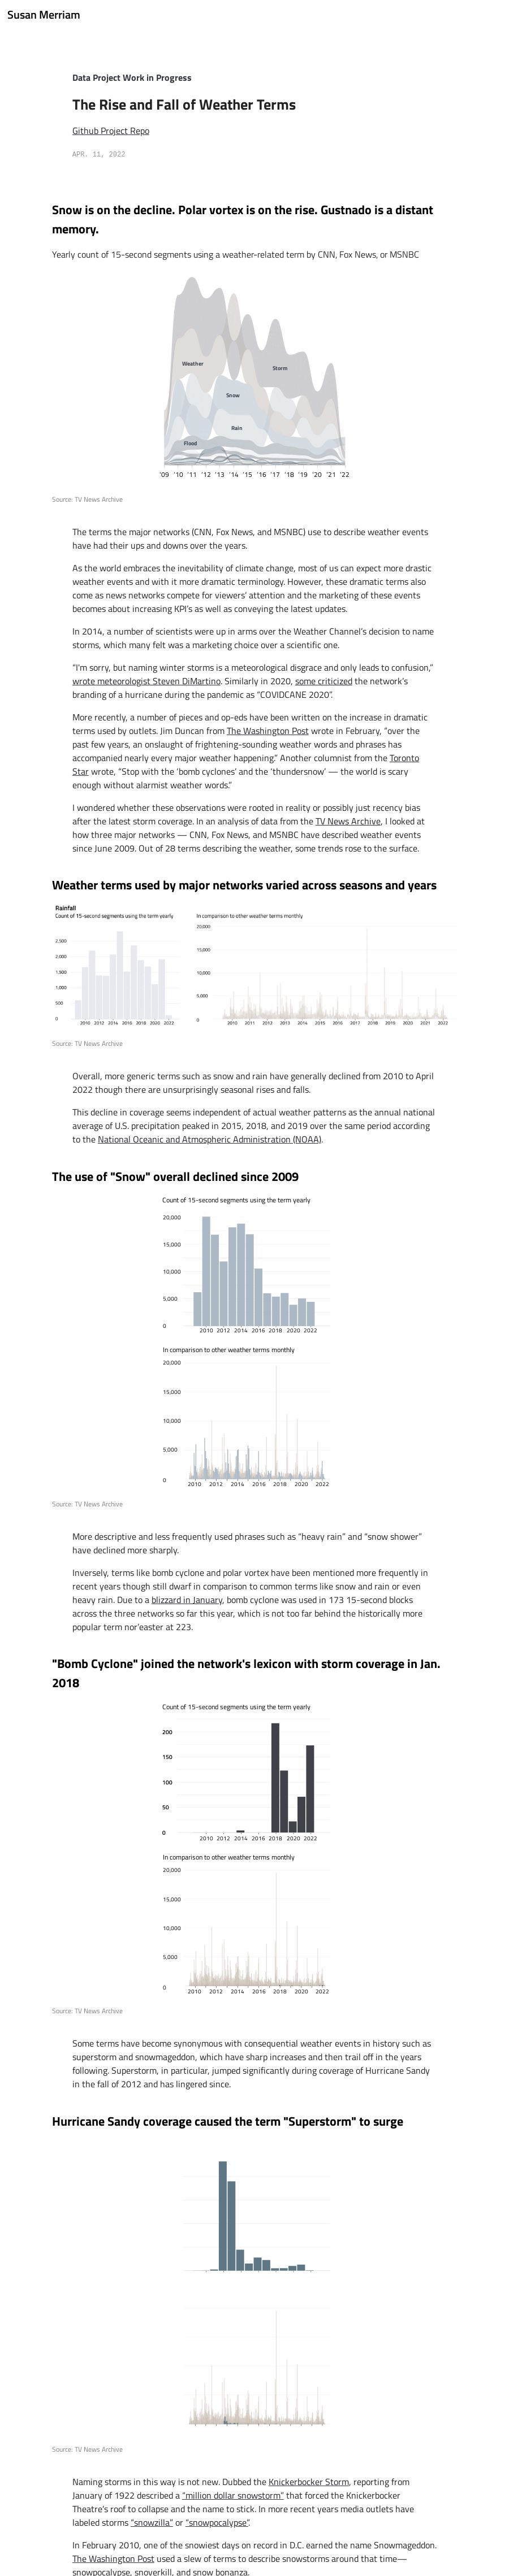 Susan Merriam
Data Project Work in Progress
The Rise and Fall of Weather Terms
Github Project Repo
APR. 11, 2022
Snow is on the decline. Polar vortex is on the rise. Gustnado is a distant
memory.
Yearly count of 15-second segments using a weather-related term by CNN, Fox News, or MSNBC
Weather
Storm
Snow
Rain
Flood
'09 '10 '11 '12 '13 '14 '15 '16 '17 '18 '19 '20 '21 '22
Source: TV News Archive
The terms the major networks (CNN, Fox News, and MSNBC) use to describe weather events
have had their ups and downs over the years.
As the world embraces the inevitability of climate change, most of us can expect more drastic
weather events and with it more dramatic terminology. However, these dramatic terms also
come as news networks compete for viewers' attention and the marketing of these events
becomes about increasing KPI's as well as conveying the latest updates.
In 2014, a number of scientists were up in arms over the Weather Channel's decision to name
storms, which many felt was a marketing choice over a scientific one.
“I'm sorry, but naming winter storms is a meteorological disgrace and only leads to confusion,”
wrote meteorologist Steven DiMartino. Similarly in 2020, some criticized the network's
branding of a hurricane during the pandemic as “COVIDCANE 2020”.
More recently, a number of pieces and op-eds have been written on the increase in dramatic
terms used by outlets. Jim Duncan from The Washington Post wrote in February, “over the
past few years, an onslaught of frightening-sounding weather words and phrases has
accompanied nearly every major weather happening.” Another columnist from the Toronto
Star wrote, “Stop with the ‘bomb cyclones’ and the ‘thundersnow’ — the world is scary
enough without alarmist weather words.”
I wondered whether these observations were rooted in reality or possibly just recency bias
after the latest storm coverage. In an analysis of data from the TV News Archive, I looked at
how three major networks — CNN, Fox News, and MSNBC have described weather events
since June 2009. Out of 28 terms describing the weather, some trends rose to the surface.
Weather terms used by major networks varied across seasons and years
Rainfall
Count of 15-second segments using the term yearly
2,500
2,000
1,500
1,000
500
0
2010 2012 2014 2016 2018 2020 2022
In comparison to other weather terms monthly
20,000
15,000
10,000
5,000
0
2010 2011 2012 2013 2014 2015 2016 2017 2018 2019 2020 2021 2022
Source: TV News Archive
Overall, more generic terms such as snow and rain have generally declined from 2010 to April
2022 though there are unsurprisingly seasonal rises and falls.
This decline in coverage seems independent of actual weather patterns as the annual national
average of U.S. precipitation peaked in 2015, 2018, and 2019 over the same period according
to the National Oceanic and Atmospheric Administration (NOAA).
The use of "Snow" overall declined since 2009
Count of 15-second segments using the term yearly
20,000
15,000
10,000
5,000
0
2010 2012 2014 2016 2018 2020 2022
In comparison to other weather terms monthly
20,000
15,000
10,000
5,000
0
2010 2012 2014 2016 2018 2020 2022
Source: TV News Archive
More descriptive and less frequently used phrases such as “heavy rain” and “snow shower”
have declined more sharply.
Inversely, terms like bomb cyclone and polar vortex have been mentioned more frequently in
recent years though still dwarf in comparison to common terms like snow and rain or even
heavy rain. Due to a blizzard in January, bomb cyclone was used in 173 15-second blocks
across the three networks so far this year, which is not too far behind the historically more
popular term nor’easter at 223.
"Bomb Cyclone" joined the network's lexicon with storm coverage in Jan.
2018
Count of 15-second segments using the term yearly
200
150
100
50
0
2010 2012 2014 2016 2018 2020 2022
In comparison to other weather terms monthly
20,000
15,000
10,000
5,000
0
2010 2012 2014 2016 2018 2020 2022
Source: TV News Archive
Some terms have become synonymous with consequential weather events in history such as
superstorm and snowmageddon, which have sharp increases and then trail off in the years
following. Superstorm, in particular, jumped significantly during coverage of Hurricane Sandy
in the fall of 2012 and has lingered since.
Hurricane Sandy coverage caused the term "Superstorm" to surge
Source: TV News Archive
Naming storms in this way is not new. Dubbed the Knickerbocker Storm, reporting from
January of 1922 described a “million dollar snowstorm” that forced the Knickerbocker
Theatre's roof to collapse and the name to stick. In more recent years media outlets have
labeled storms “snowzilla” or “snowpocalypse”.
In February 2010, one of the snowiest days on record in D.C. earned the name Snowmageddon.
The Washington Post used a slew of terms to describe snowstorms around that time—
snowpocalypse, snoverkill, and snow bonanza.